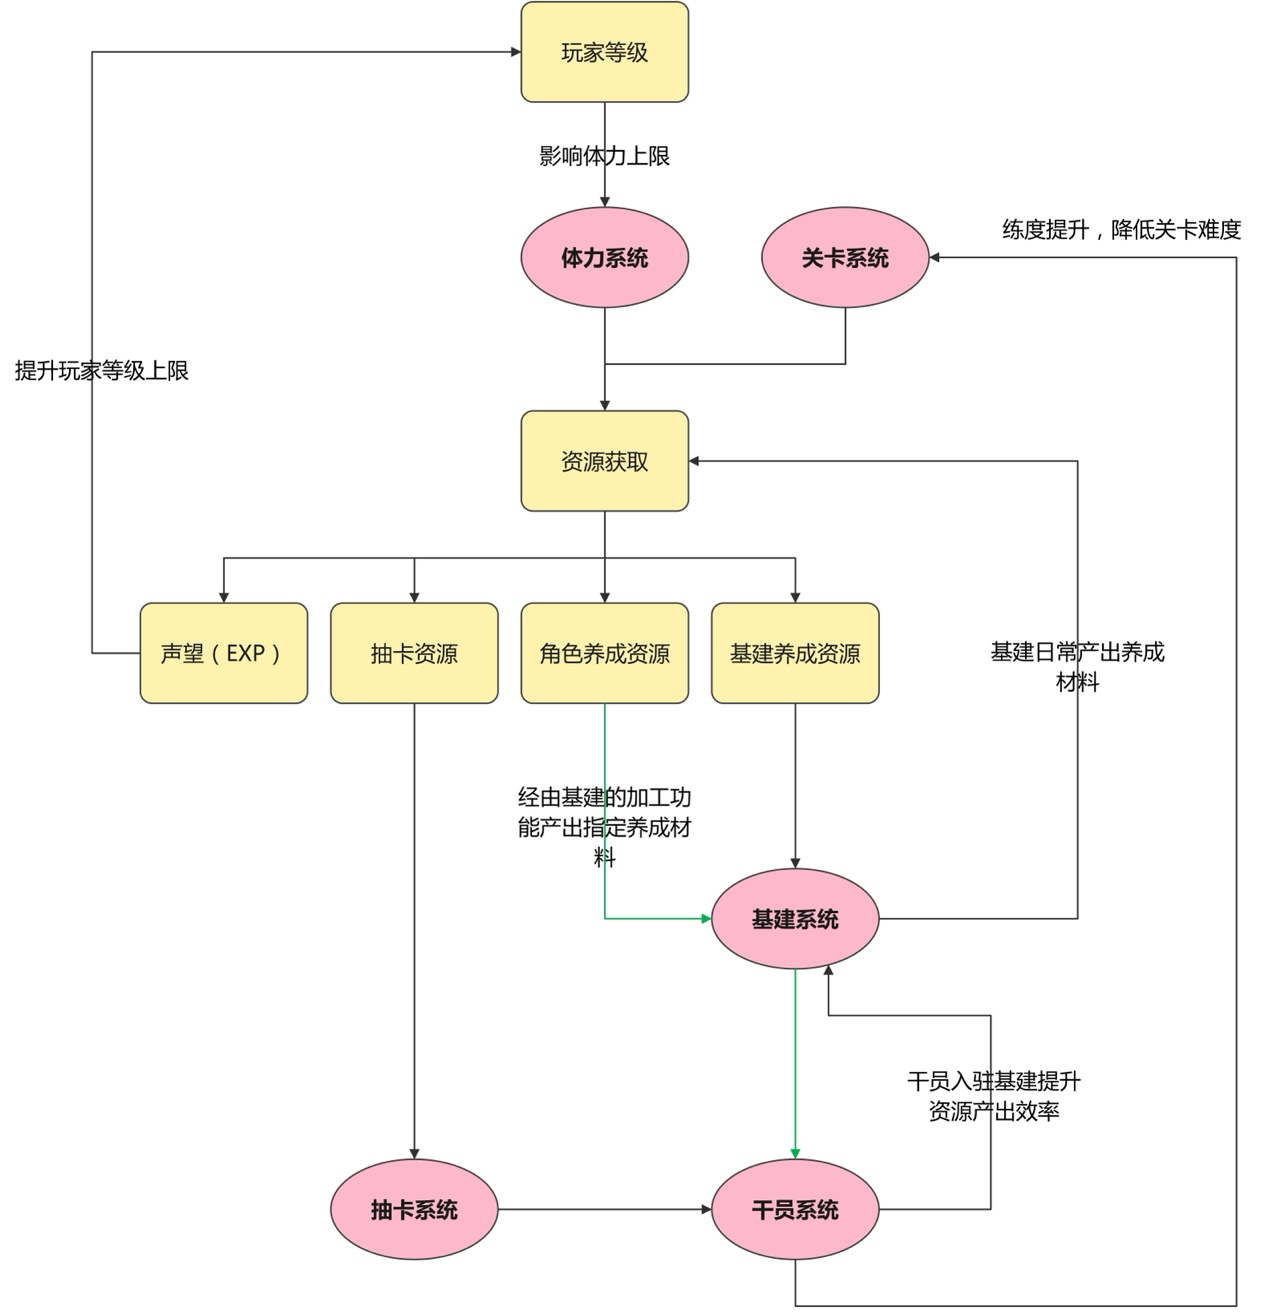 玩家等级
影响体力上限
体力系统
关卡系统
练度提升，降低关卡难度
提升玩家等级上限
资源获取
声望（EXP）
抽卡资源
角色养成资源
基建养成资源
基建日常产出养成
材料
经由基建的加工功
能产出指定养成材
料
基建系统
干员入驻基建提升
资源产出效率
抽卡系统
干员系统